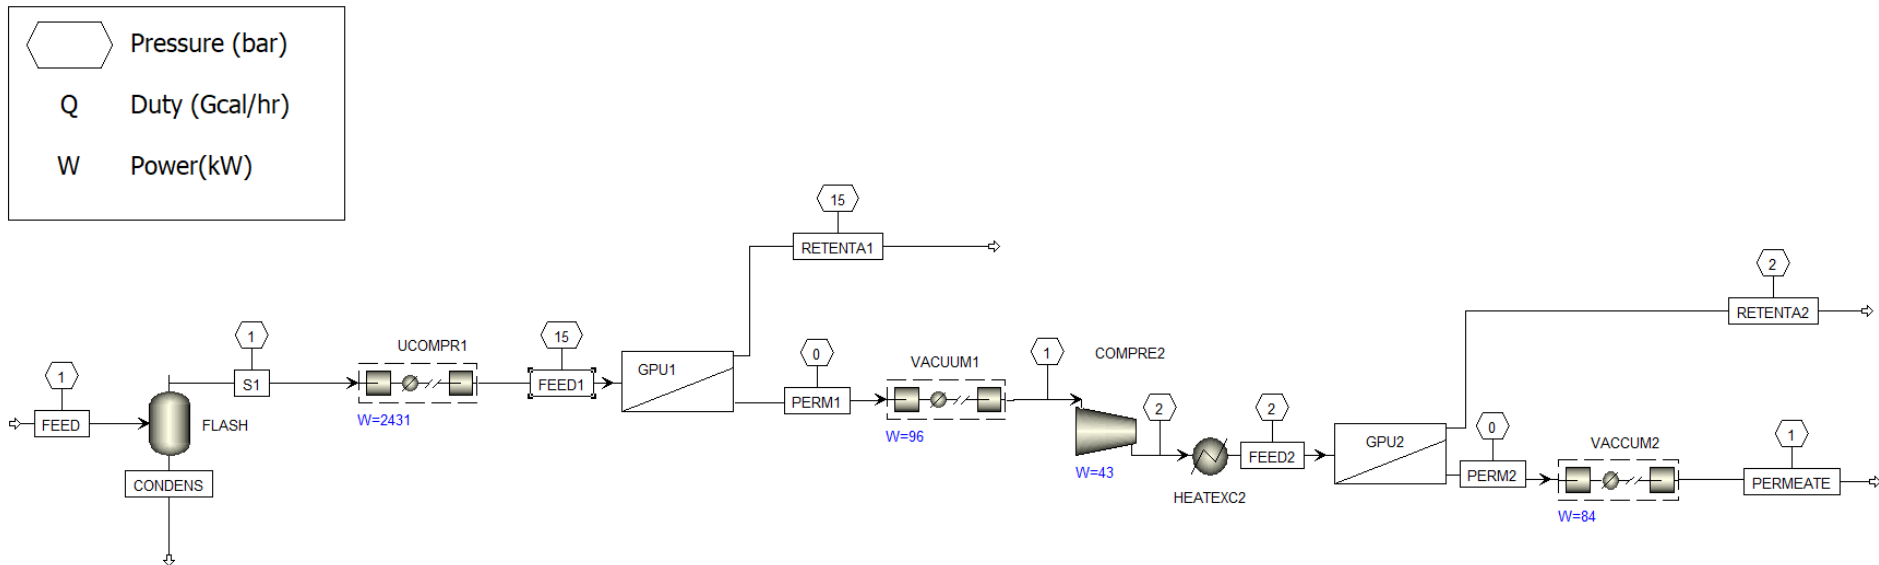 Pressure (bar)
Q Duty (Gcal/hr)
W Power(kW)
15
RETENTA1
2
RETENTA2
1
S1
UCOMPR1
W=2431
15
FEED1
GPU1
0
PERM1
VACUUM1
W=96
1
COMPRE2
W=43
2
HEATEXC2
2
FEED2
GPU2
0
PERM2
VACCUM2
W=84
1
PERMEATE
1
FEED
FLASH
CONDENS